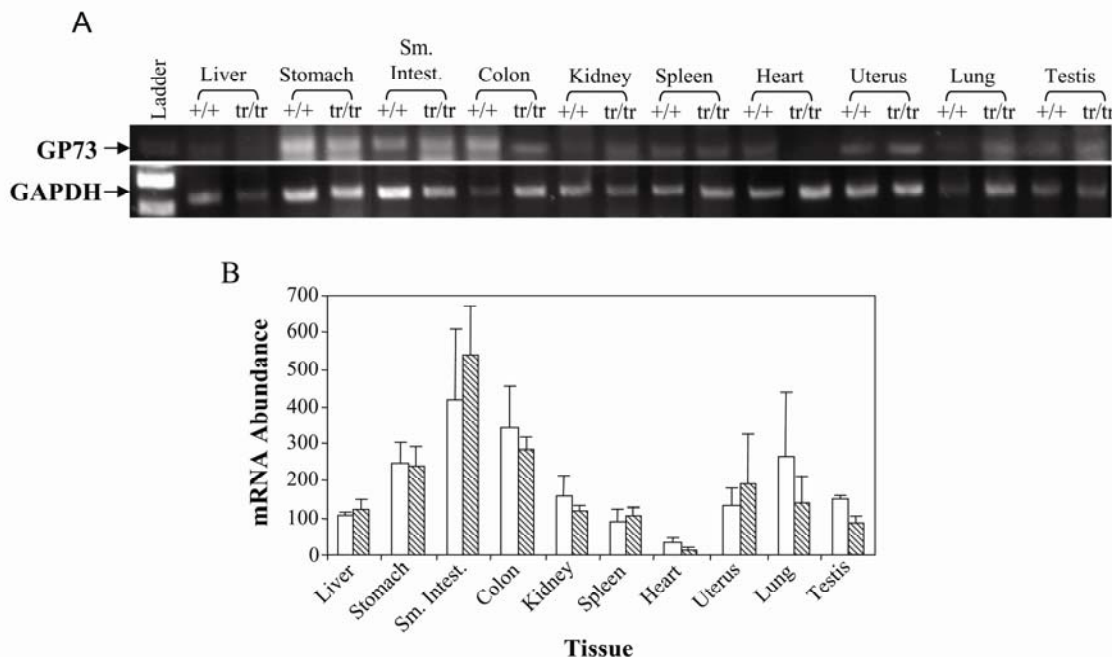 A
Ladder
Liver
Stomach
Sm.
Intest.
Colon
Kidney
Spleen
Heart
Uterus
Lung
Testis
+/+ tr/tr +/+ tr/tr +/+ tr/tr +/+ tr/tr +/+ tr/tr +/+ tr/tr +/+ tr/tr +/+ tr/tr +/+ tr/tr +/+ tr/tr
GP73
GAPDH
B
mRNA Abundance
700
600
500
400
300
200
100
0
Liver
Stomach
Sm. Intest.
Colon
Kidney
Spleen
Heart
Uterus
Lung
Testis
Tissue